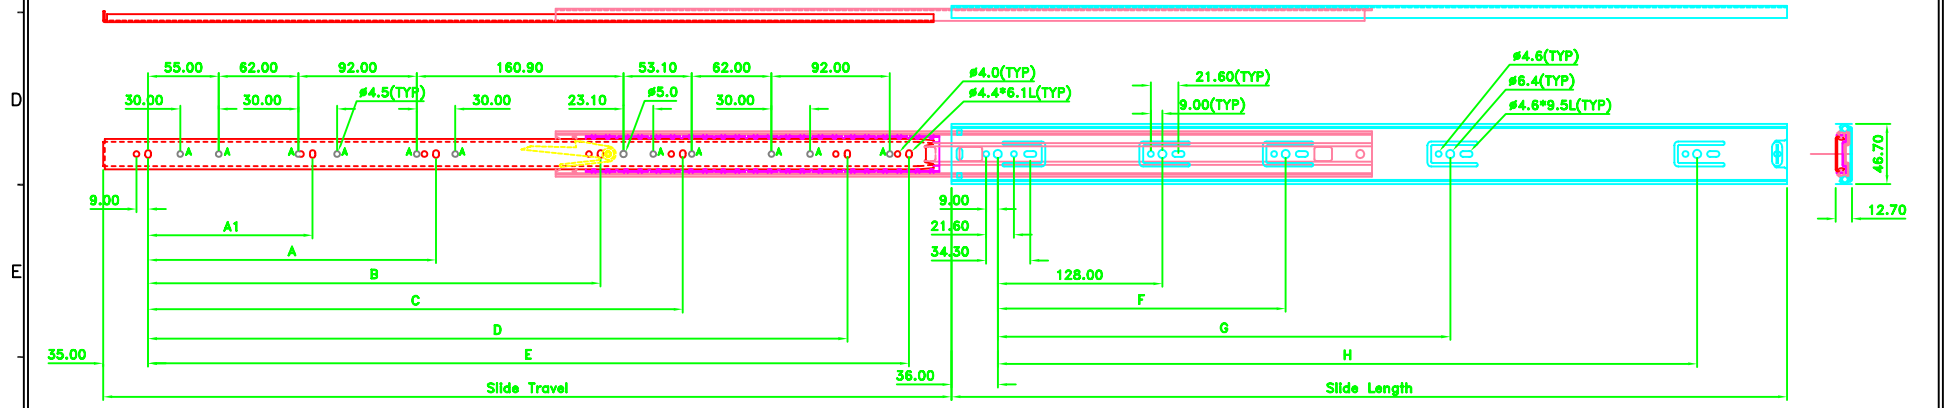 ø4.6(TYP)
55.00 62.00 92.00 160.90 53.10 62.00 92.00 ø4.0(TYP) 21.60(TYP) ø6.4(TYP)
D 30.00 30.00 ø4.5(TYP) 30.00 23.10 ø5.0 30.00 ø4.4*6.1L(TYP) 9.00(TYP) ø4.6*9.5L(TYP)
A A A A A A A A A A A
46.70
9.00 9.00 12.70
A1 21.60
A 34.30
E B 128.00
C F
D G
35.00 E H
36.00
Slide Travel Slide Length